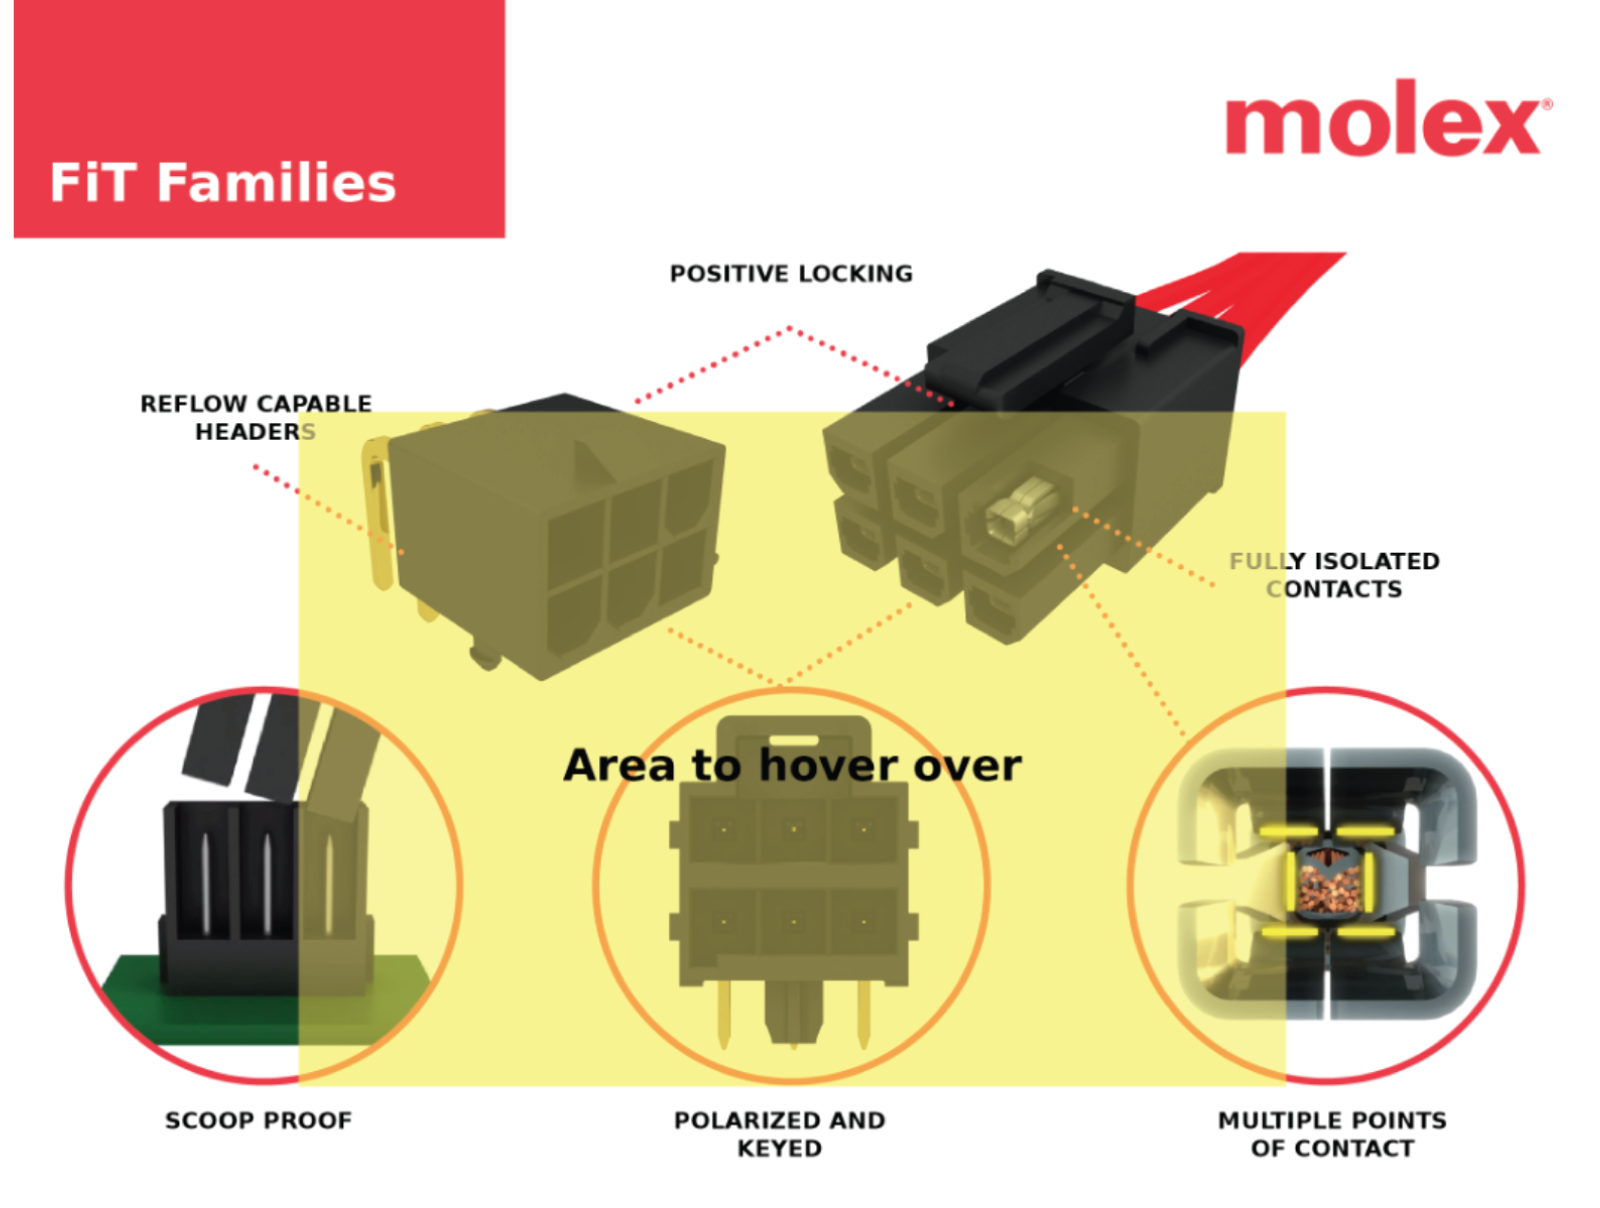 FiT Families
molex®
POSITIVE LOCKING
REFLOW CAPABLE
HEADERS
FULLY ISOLATED
CONTACTS
Area to hover over
SCOOP PROOF
POLARIZED AND
KEYED
MULTIPLE POINTS
OF CONTACT